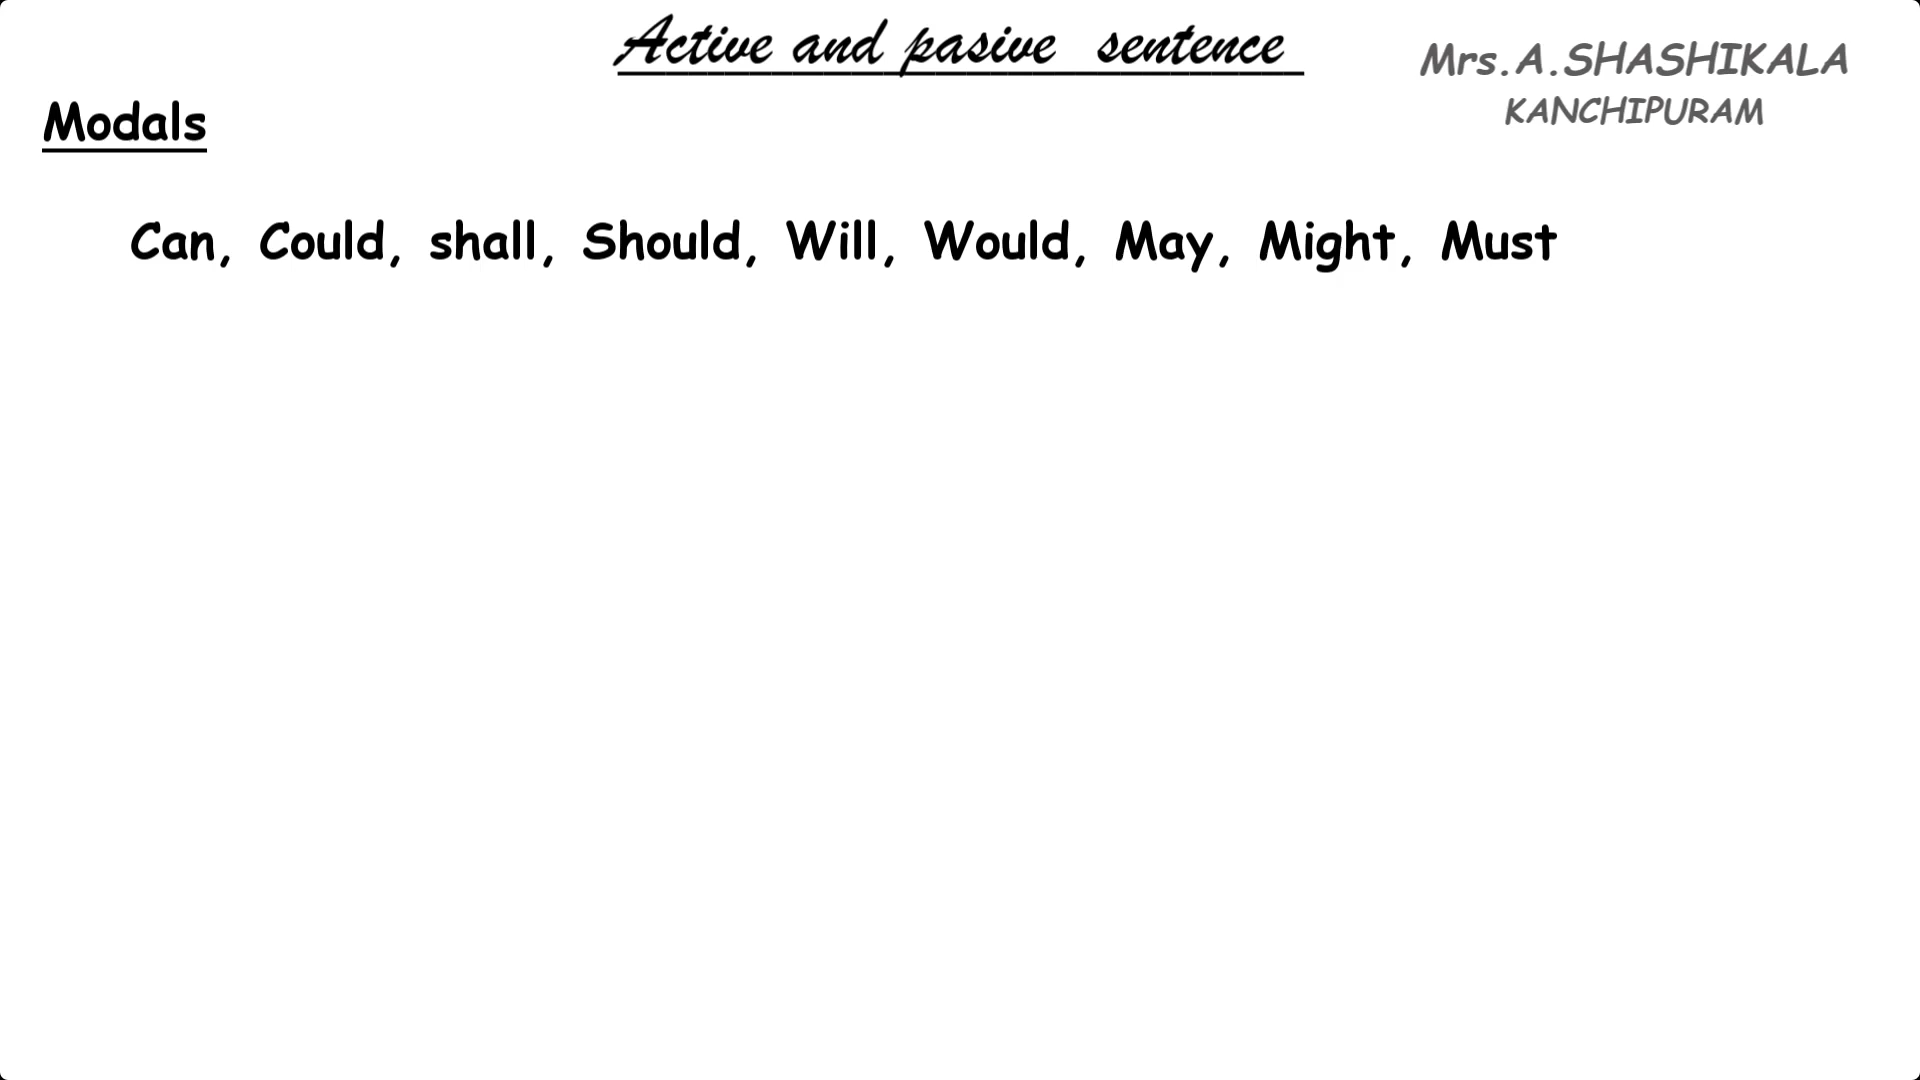 Active and pasive sentence
Mrs.A.SHASHIKALA
KANCHIPURAM
Modals
Can, Could, shall, Should, Will, Would, May, Might, Must